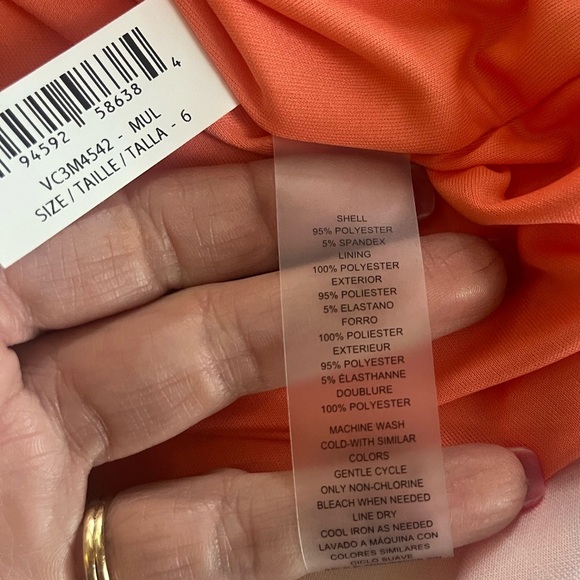 94592 58638 4
VC3M4542 - MUL
SIZE / TAILLE / TALLA - 6
SHELL
95% POLYESTER
5% SPANDEX
LINING
100% POLYESTER
EXTERIOR
95% POLIESTER
5% ELASTANO
FORRO
100% POLIESTER
EXTERIEUR
95% POLYESTER
5% ÉLASTHANNE
DOUBLURE
100% POLYESTER
MACHINE WASH
COLD-WITH SIMILAR
COLORS
GENTLE CYCLE
ONLY NON-CHLORINE
BLEACH WHEN NEEDED
LINE DRY
COOL IRON AS NEEDED
LAVADO A MÁQUINA CON
COLORES SIMILARES
CICLO SUAVE